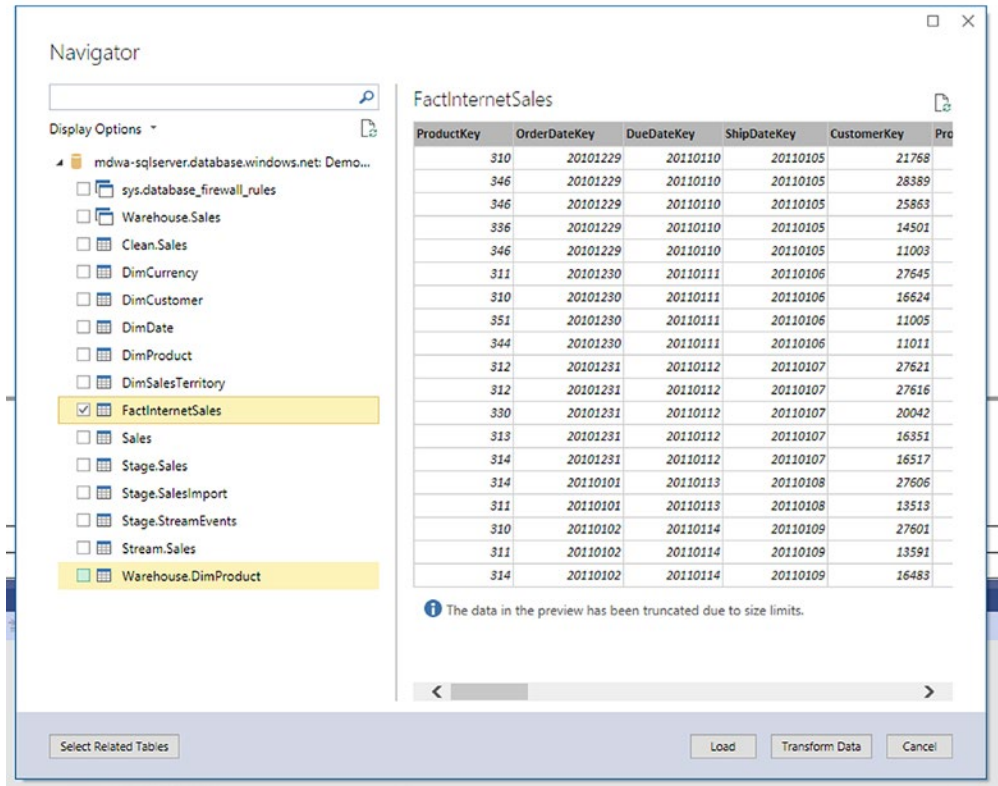 Navigator
Display Options
mdwa-sqlserver.database.windows.net: Demo...
sys.database_firewall_rules
Warehouse.Sales
Clean.Sales
DimCurrency
DimCustomer
DimDate
DimProduct
DimSalesTerritory
FactInternetSales
Sales
Stage.Sales
Stage.SalesImport
Stage.StreamEvents
Stream.Sales
Warehouse.DimProduct
FactInternetSales
ProductKey OrderDateKey DueDateKey ShipDateKey CustomerKey Pro
310 20101229 20110110 20110105 21768
346 20101229 20110110 20110105 28389
346 20101229 20110110 20110105 25863
336 20101229 20110110 20110105 14501
346 20101229 20110110 20110105 11003
311 20101230 20110111 20110106 27645
310 20101230 20110111 20110106 16624
351 20101230 20110111 20110106 11005
344 20101230 20110111 20110106 11011
312 20101231 20110112 20110107 27621
312 20101231 20110112 20110107 27616
330 20101231 20110112 20110107 20042
313 20101231 20110112 20110107 16351
314 20101231 20110112 20110107 16517
314 20110101 20110113 20110108 27606
311 20110101 20110113 20110108 13513
310 20110102 20110114 20110109 27601
311 20110102 20110114 20110109 13591
314 20110102 20110114 20110109 16483
The data in the preview has been truncated due to size limits.
Select Related Tables
Load
Transform Data
Cancel